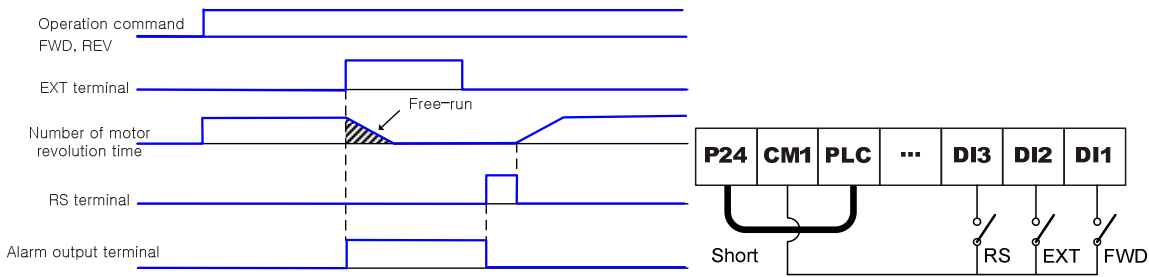 Operation command
FWD, REV
EXT terminal
Free-run
Number of motor
revolution time
RS terminal
Alarm output terminal
P24 CM1 PLC ... DI3 DI2 DI1
Short RS EXT FWD